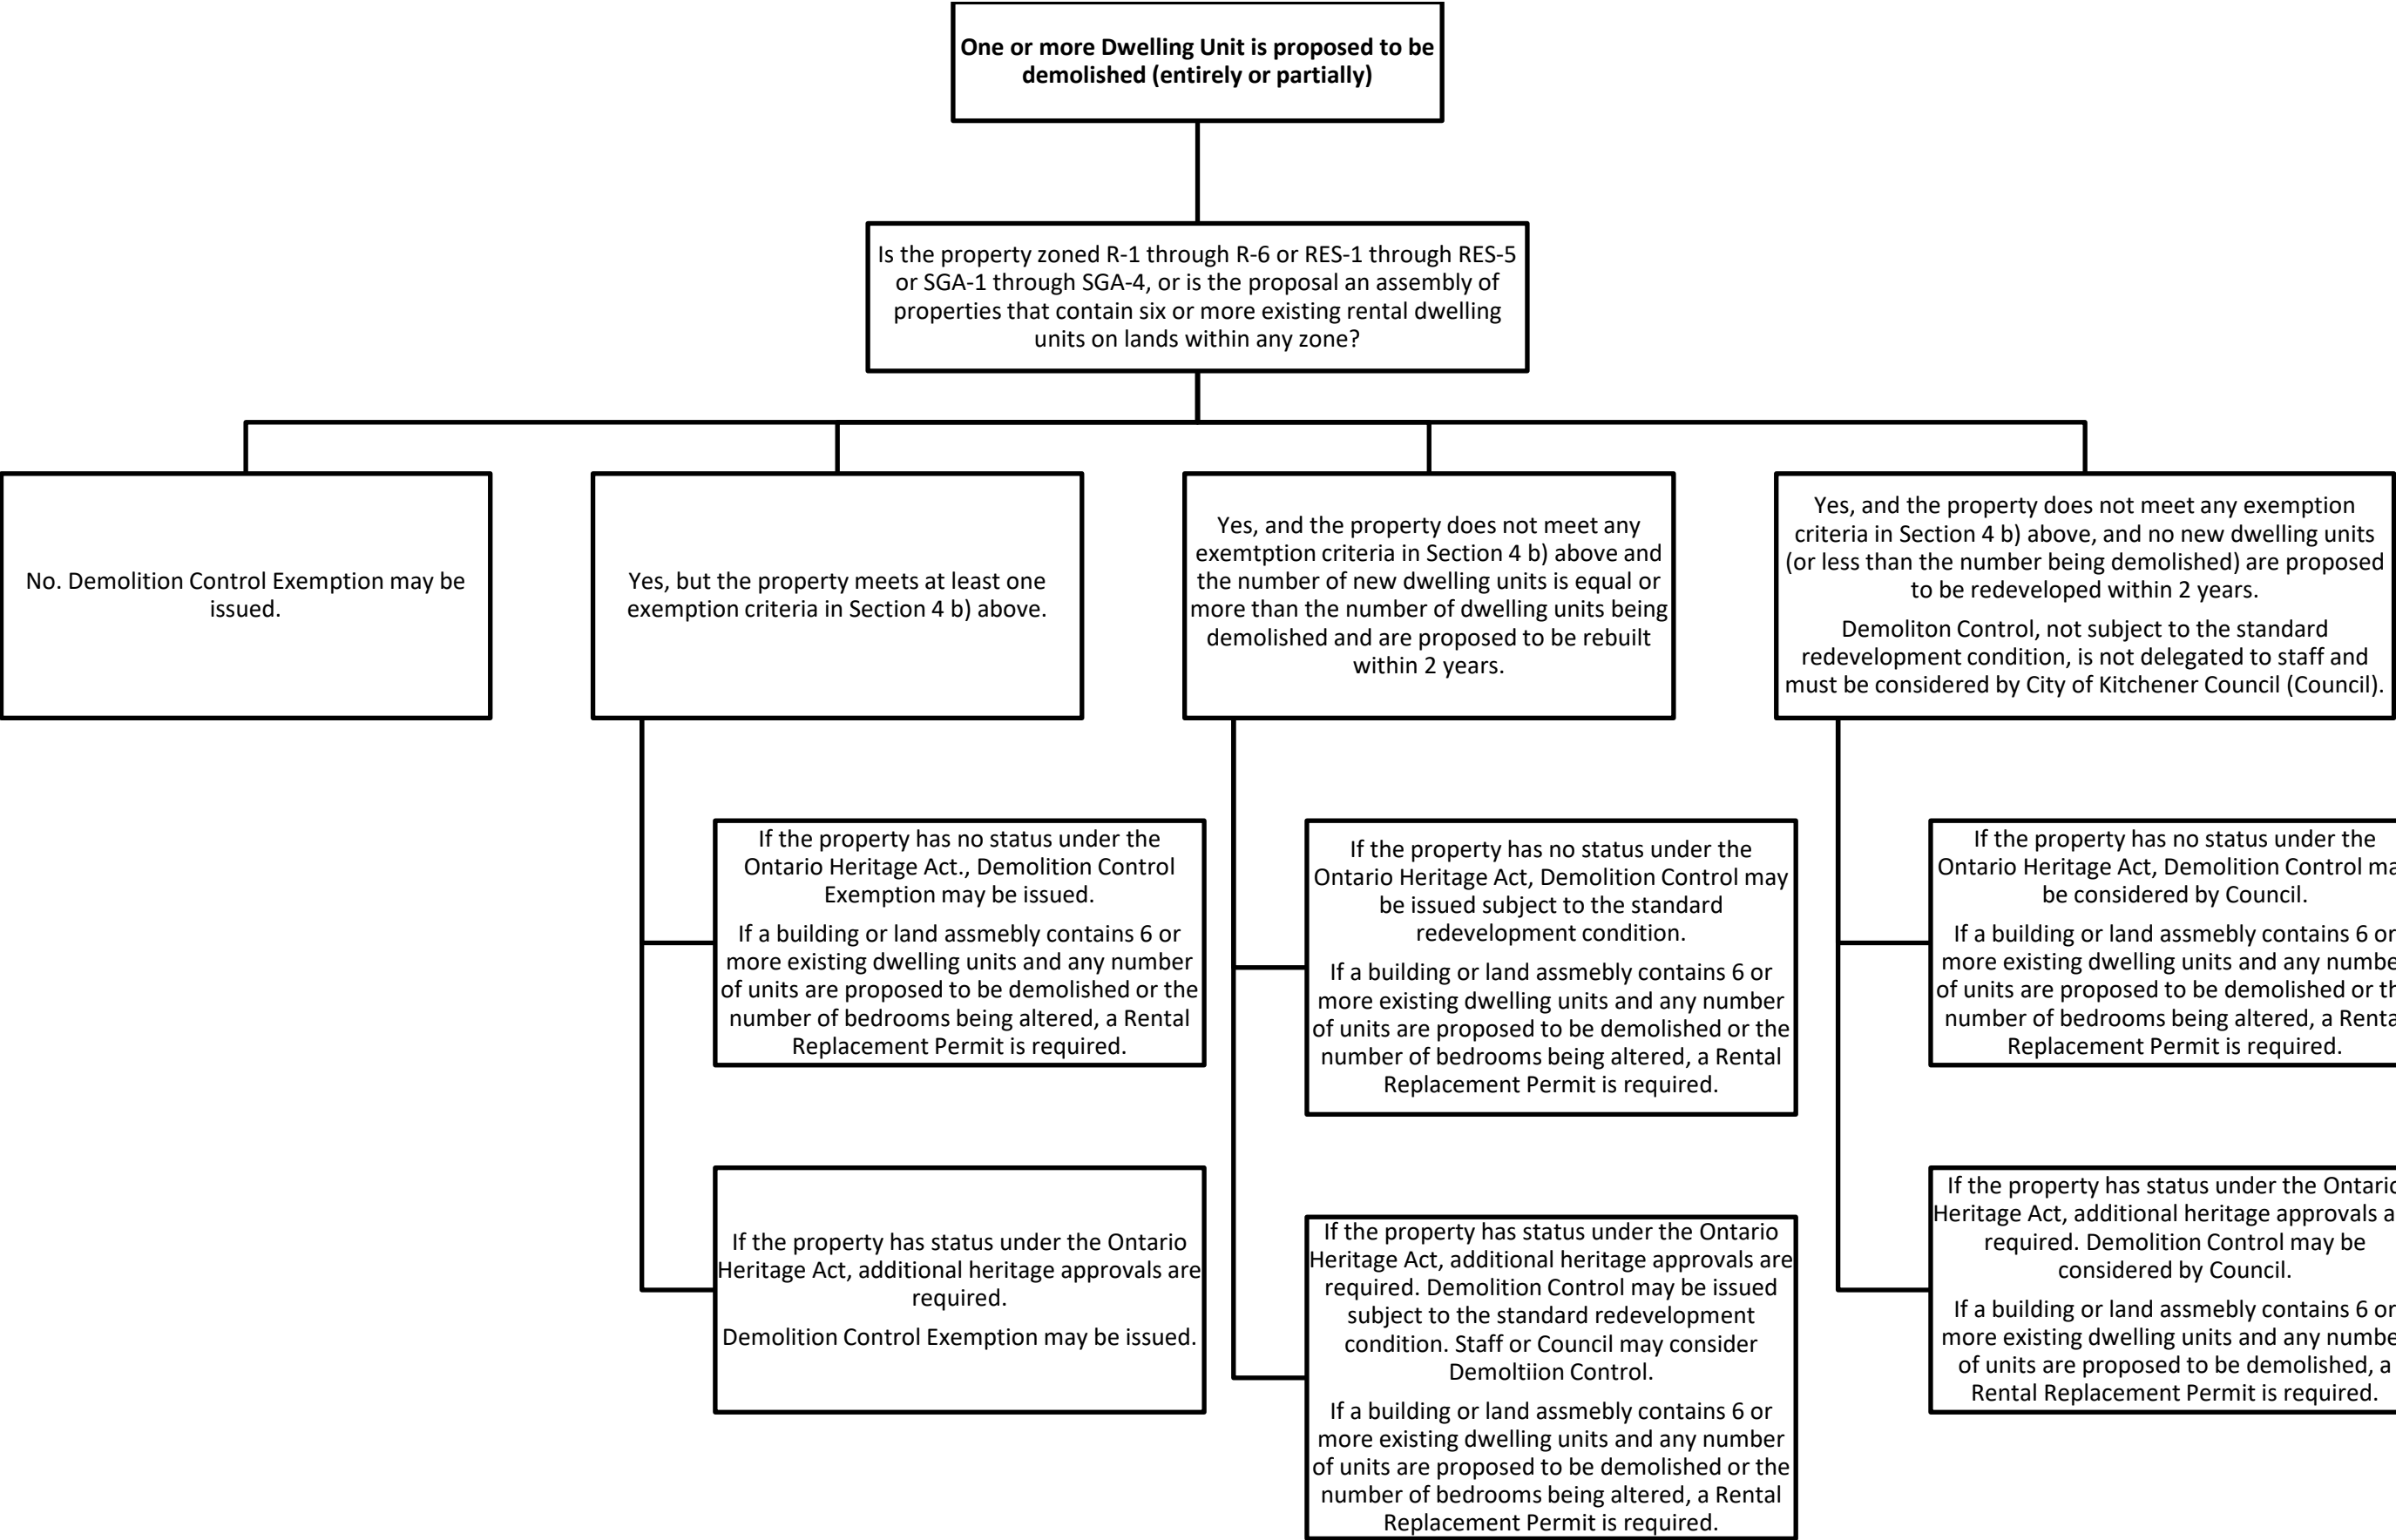 One or more Dwelling Unit is proposed to be
demolished (entirely or partially)
Is the property zoned R-1 through R-6 or RES-1 through RES-5
or SGA-1 through SGA-4, or is the proposal an assembly of
properties that contain six or more existing rental dwelling
units on lands within any zone?
No. Demolition Control Exemption may be
issued.
Yes, but the property meets at least one
exemption criteria in Section 4 b) above.
Yes, and the property does not meet any
exemtption criteria in Section 4 b) above and
the number of new dwelling units is equal or
more than the number of dwelling units being
demolished and are proposed to be rebuilt
within 2 years.
Yes, and the property does not meet any exemption
criteria in Section 4 b) above, and no new dwelling units
(or less than the number being demolished) are proposed
to be redeveloped within 2 years.
Demoliton Control, not subject to the standard
redevelopment condition, is not delegated to staff and
must be considered by City of Kitchener Council (Council).
If the property has no status under the
Ontario Heritage Act., Demolition Control
Exemption may be issued.
If a building or land assmebly contains 6 or
more existing dwelling units and any number
of units are proposed to be demolished or the
number of bedrooms being altered, a Rental
Replacement Permit is required.
If the property has status under the Ontario
Heritage Act, additional heritage approvals are
required.
Demolition Control Exemption may be issued.
If the property has no status under the
Ontario Heritage Act, Demolition Control may
be issued subject to the standard
redevelopment condition.
If a building or land assmebly contains 6 or
more existing dwelling units and any number
of units are proposed to be demolished or the
number of bedrooms being altered, a Rental
Replacement Permit is required.
If the property has status under the Ontario
Heritage Act, additional heritage approvals are
required. Demolition Control may be issued
subject to the standard redevelopment
condition. Staff or Council may consider
Demoltiion Control.
If a building or land assmebly contains 6 or
more existing dwelling units and any number
of units are proposed to be demolished or the
number of bedrooms being altered, a Rental
Replacement Permit is required.
If the property has no status under the
Ontario Heritage Act, Demolition Control
be considered by Council.
If a building or land assmebly contains 6 or
more existing dwelling units and any
of units are proposed to be demolished or
number of bedrooms being altered, a
Replacement Permit is required.
If the property has status under the
Heritage Act, additional heritage approvals
required. Demolition Control may be
considered by Council.
If a building or land assmebly contains 6 or
more existing dwelling units and any
of units are proposed to be demolished, a
Rental Replacement Permit is required.